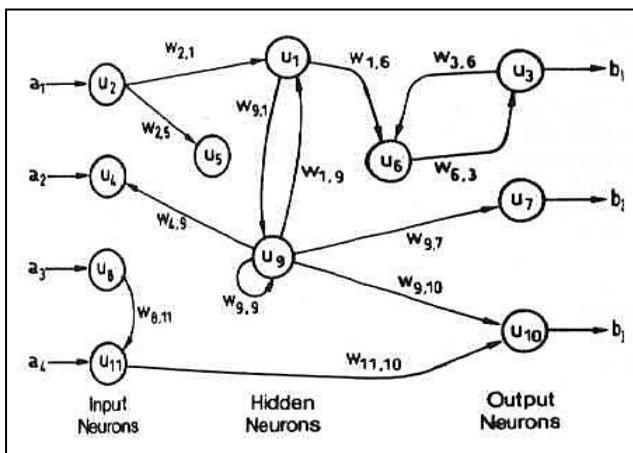 a₁ u₂ w₂,₁ u₁ w₁,₆ w₃,₆ u₃ b₁
w₂,₅ u₅ w₉,₁ w₁,₉ u₆ w₆,₃
a₂ u₄ w₄,₉ u₇ b₂
a₃ u₈ w₈,₁₁ u₉ w₉,₉ w₉,₇ w₉,₁₀
a₄ u₁₁ w₁₁,₁₀ u₁₀
Input Hidden Output
Neurons Neurons Neurons